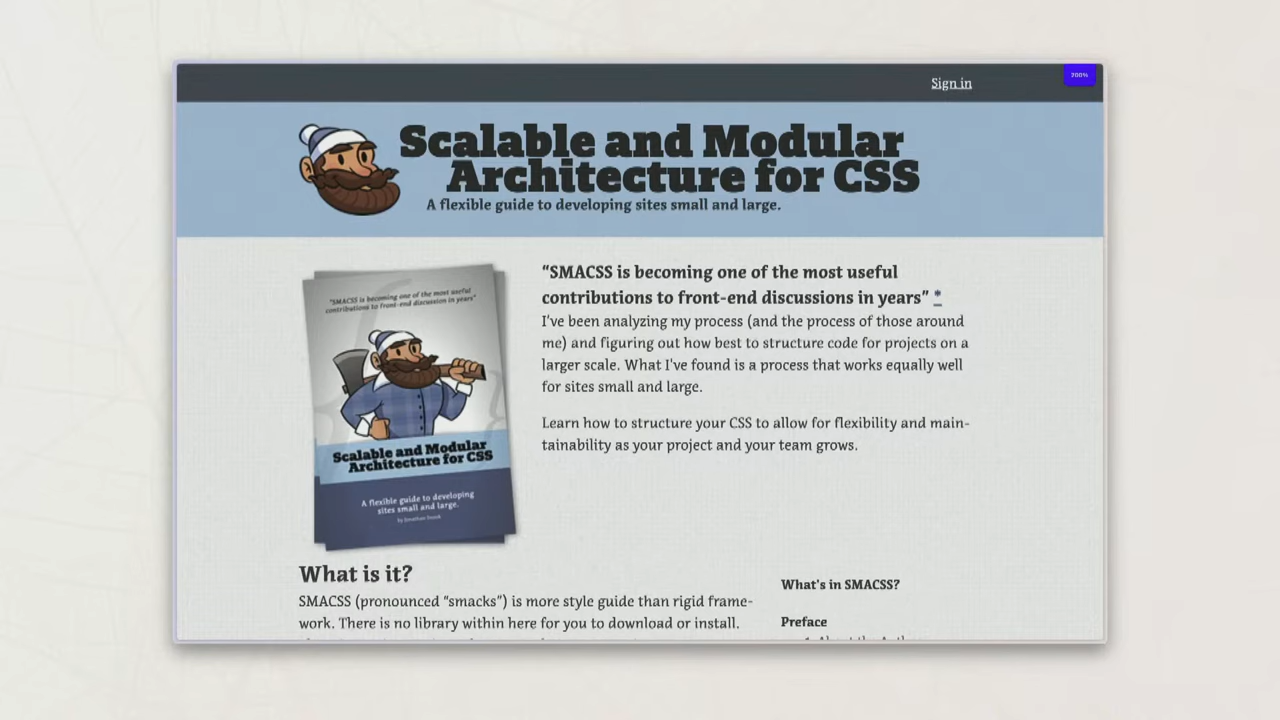 Sign in
300%
Scalable and Modular
Architecture for CSS
A flexible guide to developing sites small and large.
"SMACSS is becoming one of the most useful
contributions to front-end discussion in years"
Scalable and Modular
Architecture for CSS
A flexible guide to developing
sites small and large.
by Jonathan Snook
"SMACSS is becoming one of the most useful
contributions to front-end discussions in years" *
I've been analyzing my process (and the process of those around
me) and figuring out how best to structure code for projects on a
larger scale. What I've found is a process that works equally well
for sites small and large.
Learn how to structure your CSS to allow for flexibility and main-
tainability as your project and your team grows.
What is it?
SMACSS (pronounced "smacks") is more style guide than rigid frame-
work. There is no library within here for you to download or install.
What's in SMACSS?
Preface